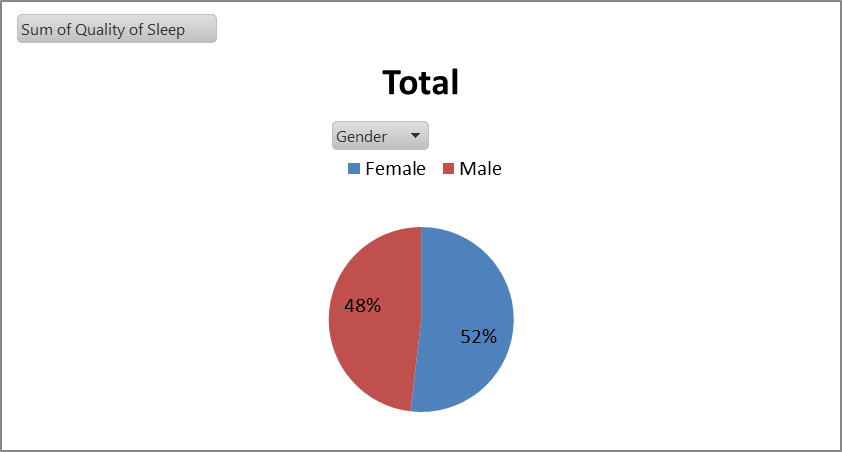 Sum of Quality of Sleep
Total
Gender
Female Male
48%
52%